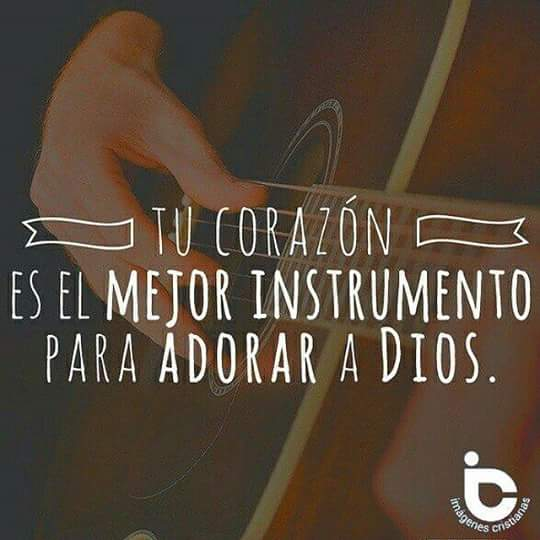 TU CORAZÓN
ES EL MEJOR INSTRUMENTO
PARA ADORAR A DIOS.
imágenes cristianas